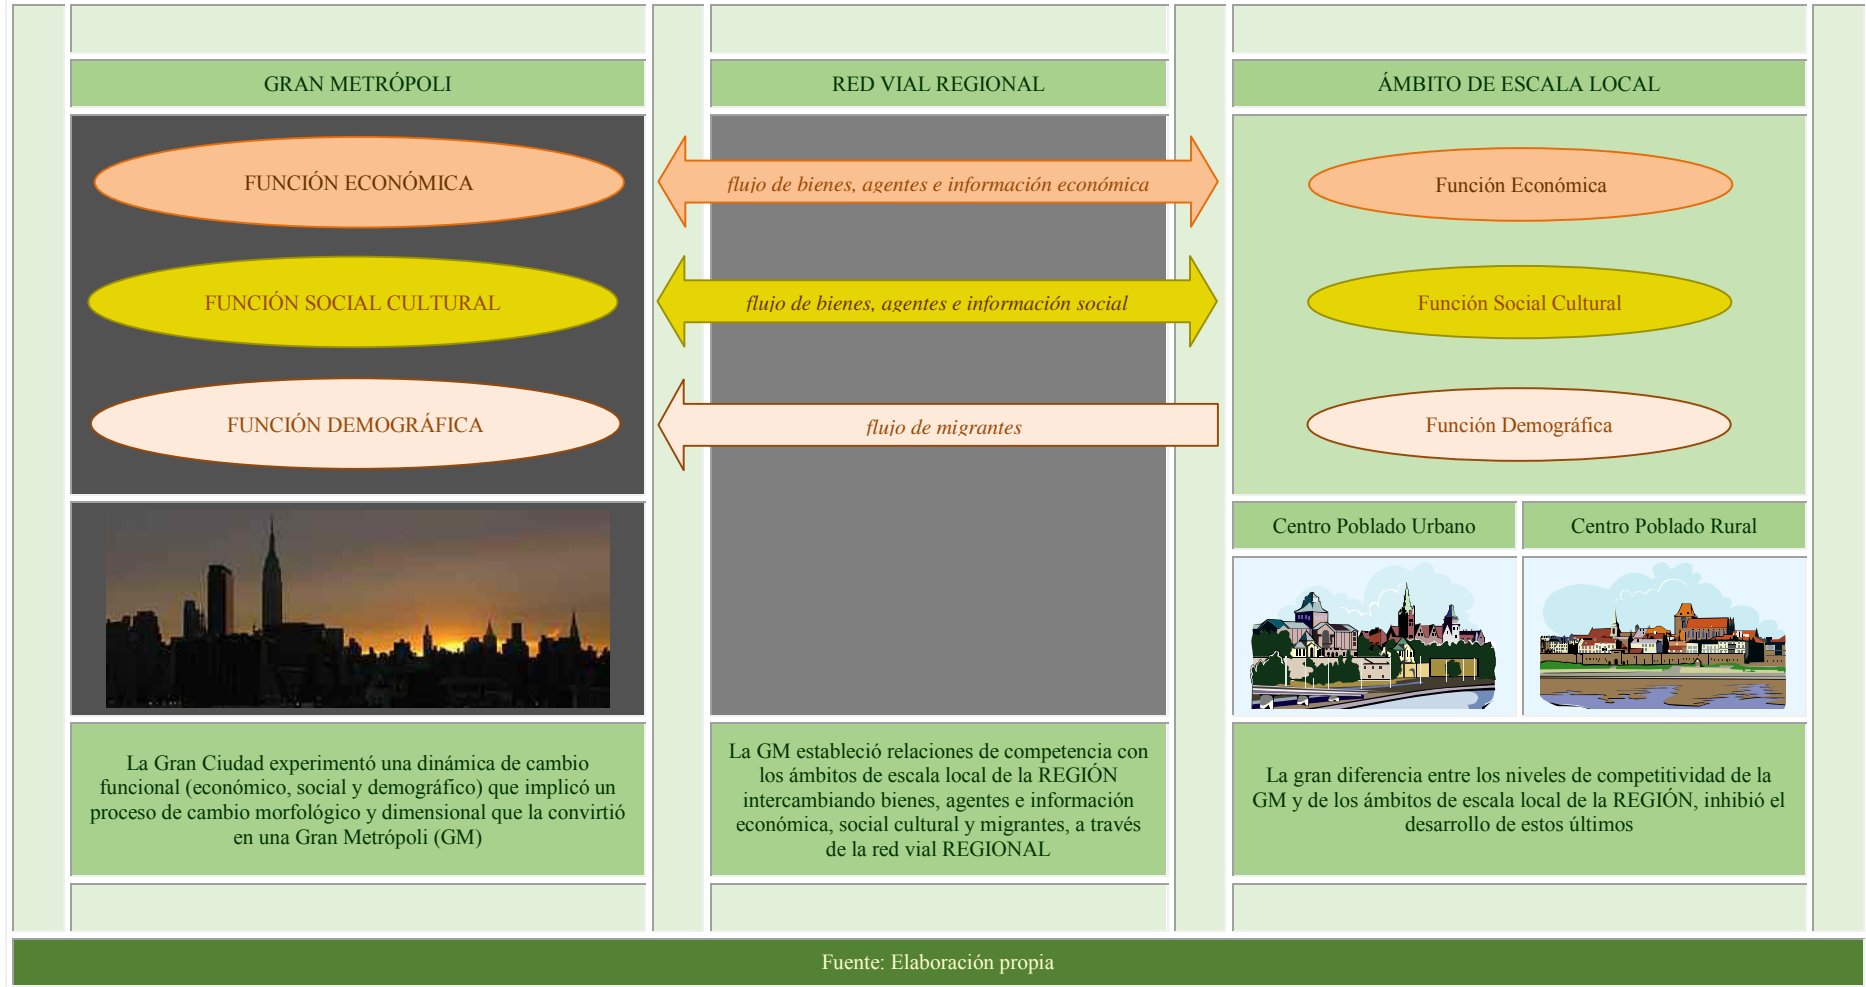 GRAN METRÓPOLI
RED VIAL REGIONAL
ÁMBITO DE ESCALA LOCAL
FUNCIÓN ECONÓMICA
flujo de bienes, agentes e información económica
Función Económica
FUNCIÓN SOCIAL CULTURAL
flujo de bienes, agentes e información social
Función Social Cultural
FUNCIÓN DEMOGRÁFICA
flujo de migrantes
Función Demográfica
Centro Poblado Urbano
Centro Poblado Rural
La Gran Ciudad experimentó una dinámica de cambio
funcional (económico, social y demográfico) que implicó un
proceso de cambio morfológico y dimensional que la convirtió
en una Gran Metrópoli (GM)
La GM estableció relaciones de competencia con
los ámbitos de escala local de la REGIÓN
intercambiando bienes, agentes e información
económica, social cultural y migrantes, a través
de la red vial REGIONAL
La gran diferencia entre los niveles de competitividad de la
GM y de los ámbitos de escala local de la REGIÓN, inhibió el
desarrollo de estos últimos
Fuente: Elaboración propia